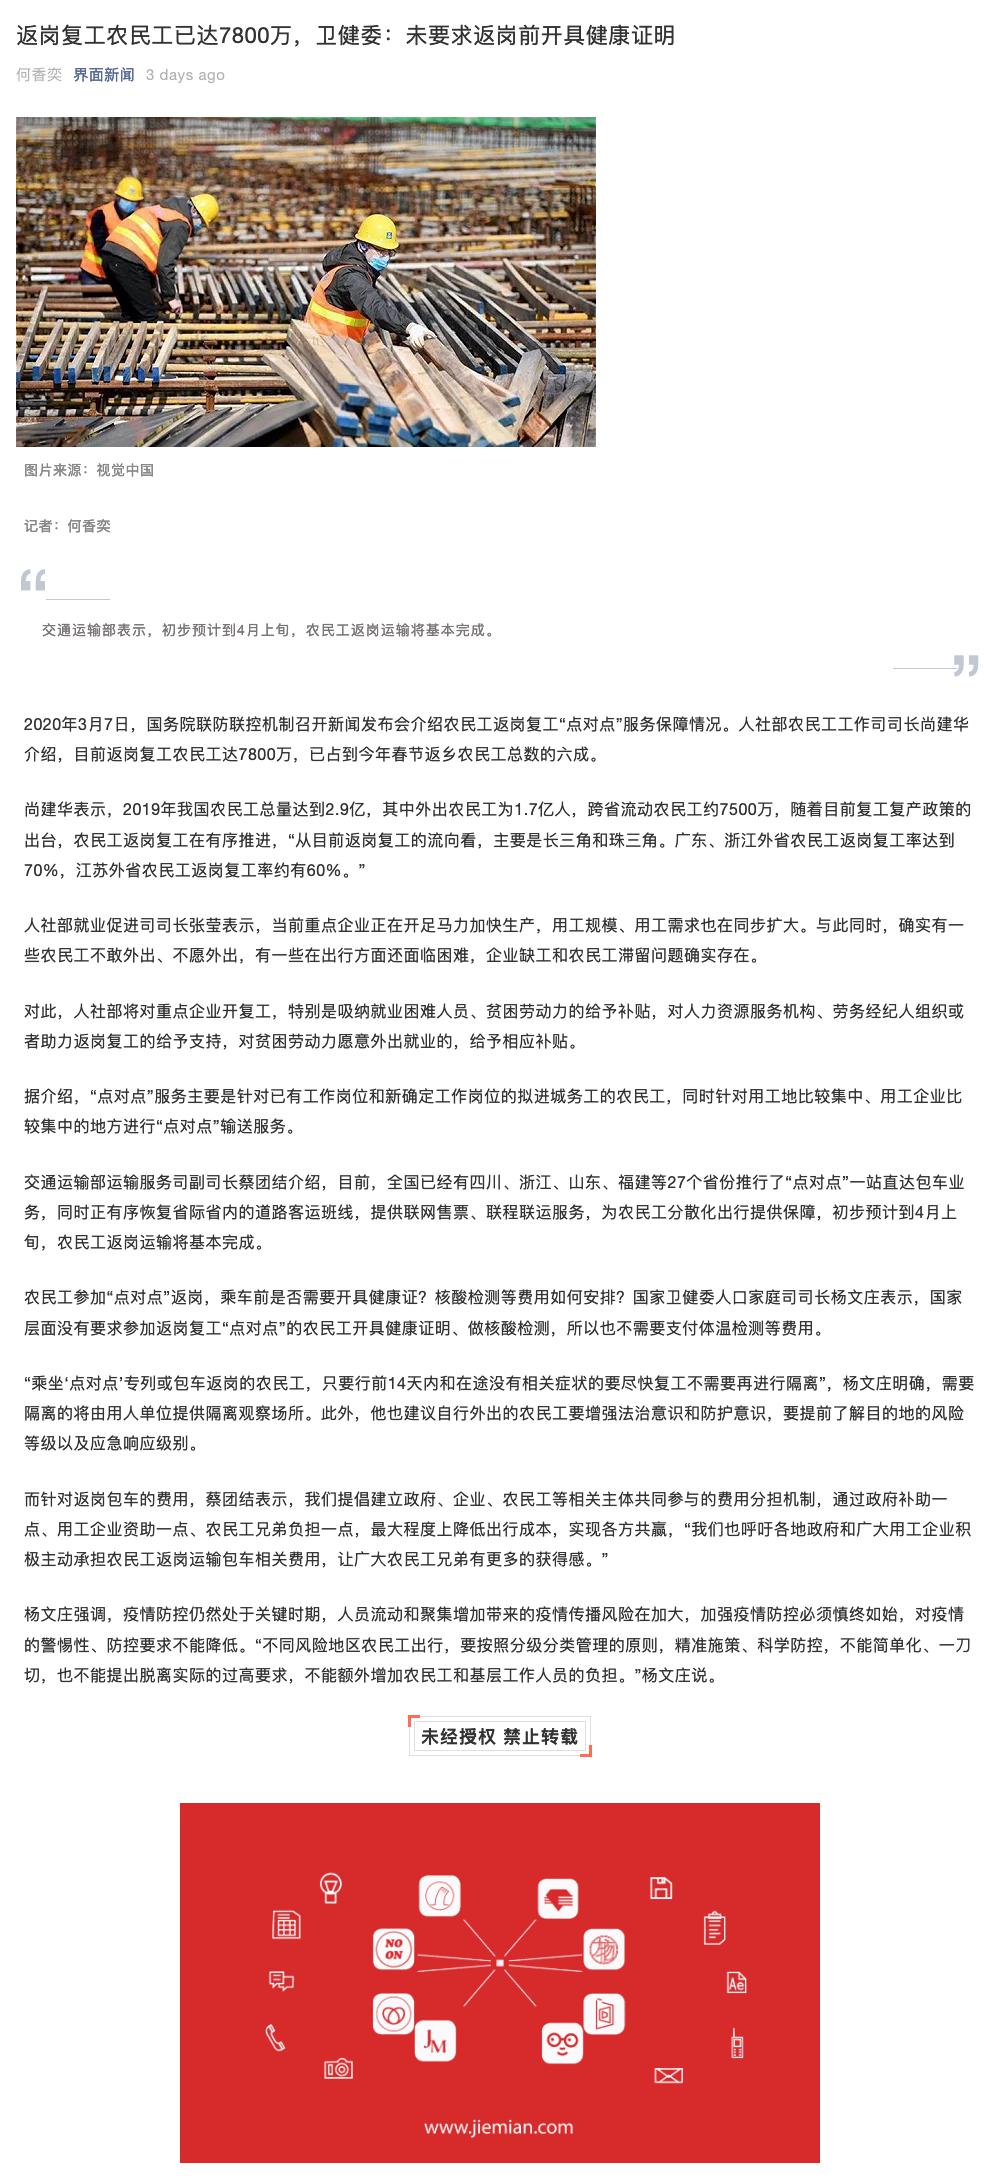 返岗复工农民工已达7800万，卫健委：未要求返岗前开具健康证明
何香奕 界面新闻 3 days ago
图片来源：视觉中国
记者：何香奕
“
交通运输部表示，初步预计到4月上旬，农民工返岗运输将基本完成。
”
2020年3月7日，国务院联防联控机制召开新闻发布会介绍农民工返岗复工“点对点”服务保障情况。人社部农民工工作司司长尚建华
介绍，目前返岗复工农民工达7800万，已占到今年春节返乡农民工总数的六成。
尚建华表示，2019年我国农民工总量达到2.9亿，其中外出农民工为1.7亿人，跨省流动农民工约7500万，随着目前复工复产政策的
出台，农民工返岗复工在有序推进，“从目前返岗复工的流向看，主要是长三角和珠三角。广东、浙江外省农民工返岗复工率达到
70%，江苏外省农民工返岗复工率约有60%。”
人社部就业促进司司长张莹表示，当前重点企业正在开足马力加快生产，用工规模、用工需求也在同步扩大。与此同时，确实有一
些农民工不敢外出、不愿外出，有一些在出行方面还面临困难，企业缺工和农民工滞留问题确实存在。
对此，人社部将对重点企业开复工，特别是吸纳就业困难人员、贫困劳动力的给予补贴，对人力资源服务机构、劳务经纪人组织或
者助力返岗复工的给予支持，对贫困劳动力愿意外出就业的，给予相应补贴。
据介绍，“点对点”服务主要是针对已有工作岗位和新确定工作岗位的拟进城务工的农民工，同时针对用工地比较集中、用工企业比
较集中的地方进行“点对点”输送服务。
交通运输部运输服务司副司长蔡团结介绍，目前，全国已经有四川、浙江、山东、福建等27个省份推行了“点对点”一站直达包车业
务，同时正有序恢复省际省内的道路客运班线，提供联网售票、联程联运服务，为农民工分散化出行提供保障，初步预计到4月上
旬，农民工返岗运输将基本完成。
农民工参加“点对点”返岗，乘车前是否需要开具健康证？核酸检测等费用如何安排？国家卫健委人口家庭司司长杨文庄表示，国家
层面没有要求参加返岗复工“点对点”的农民工开具健康证明、做核酸检测，所以也不需要支付体温检测等费用。
“乘坐‘点对点’专列或包车返岗的农民工，只要行前14天内和在途没有相关症状的要尽快复工不需要再进行隔离”，杨文庄明确，需要
隔离的将由用人单位提供隔离观察场所。此外，他也建议自行外出的农民工要增强法治意识和防护意识，要提前了解目的地的风险
等级以及应急响应级别。
而针对返岗包车的费用，蔡团结表示，我们提倡建立政府、企业、农民工等相关主体共同参与的费用分担机制，通过政府补助一
点、用工企业资助一点、农民工兄弟负担一点，最大程度上降低出行成本，实现各方共赢，“我们也呼吁各地政府和广大用工企业积
极主动承担农民工返岗运输包车相关费用，让广大农民工兄弟有更多的获得感。”
杨文庄强调，疫情防控仍然处于关键时期，人员流动和聚集增加带来的疫情传播风险在加大，加强疫情防控必须慎终如始，对疫情
的警惕性、防控要求不能降低。“不同风险地区农民工出行，要按照分级分类管理的原则，精准施策、科学防控，不能简单化、一刀
切，也不能提出脱离实际的过高要求，不能额外增加农民工和基层工作人员的负担。”杨文庄说。
未经授权 禁止转载
NO
ON
物
Ae
JM
www.jiemian.com